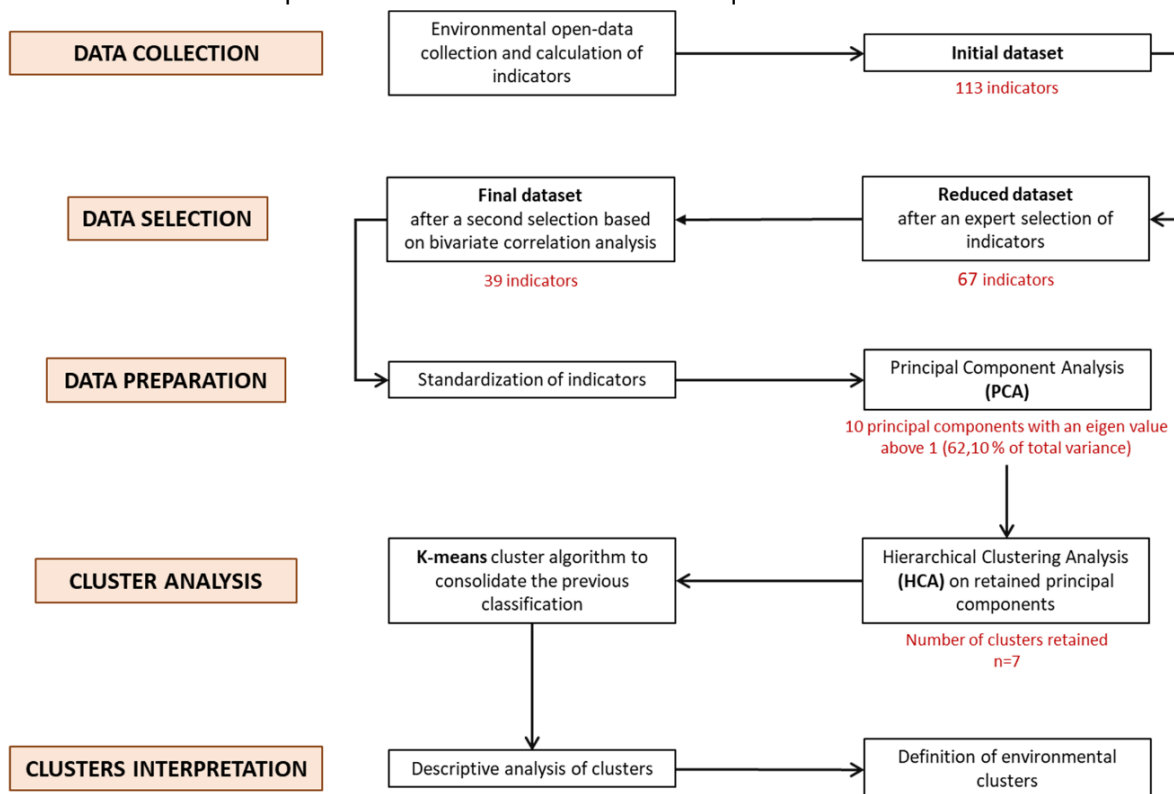 DATA COLLECTION
Environmental open-data
collection and calculation of
indicators
Initial dataset
113 indicators
DATA SELECTION
Final dataset
after a second selection based
on bivariate correlation analysis
39 indicators
Reduced dataset
after an expert selection of
indicators
67 indicators
DATA PREPARATION
Standardization of indicators
Principal Component Analysis
(PCA)
10 principal components with an eigen value
above 1 (62,10 % of total variance)
CLUSTER ANALYSIS
K-means cluster algorithm to
consolidate the previous
classification
Hierarchical Clustering Analysis
(HCA) on retained principal
components
Number of clusters retained
n=7
CLUSTERS INTERPRETATION
Descriptive analysis of clusters
Definition of environmental
clusters